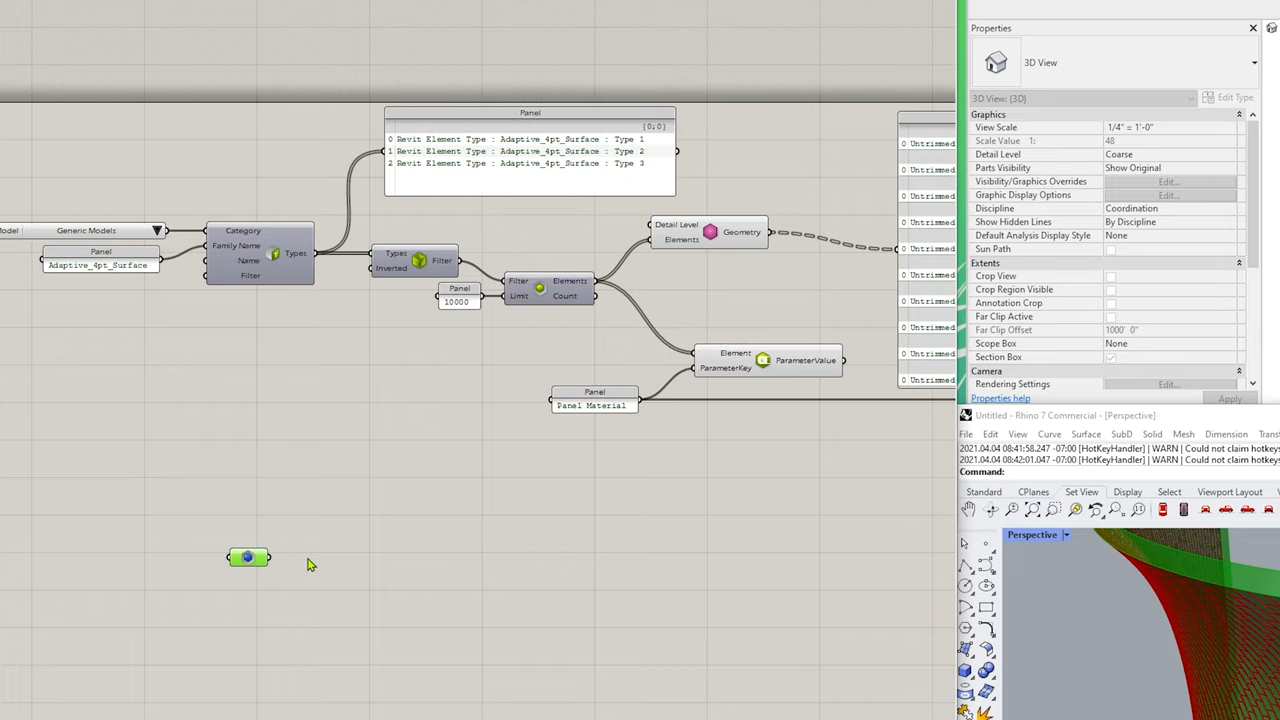 Panel
{0;0}
0 Revit Element Type : Adaptive_4pt_Surface : Type 1
1 Revit Element Type : Adaptive_4pt_Surface : Type 2
2 Revit Element Type : Adaptive_4pt_Surface : Type 3
Model
Generic Models
Panel
Adaptive_4pt_Surface
Category
Family Name
Name
Filter
Types
Types
Inverted
Filter
Panel
10000
Filter
Limit
Elements
Count
Detail Level
Elements
Geometry
Element
ParameterKey
ParameterValue
Panel
Panel Material
0 Untrimmed
0 Untrimmed
0 Untrimmed
0 Untrimmed
0 Untrimmed
0 Untrimmed
0 Untrimmed
0 Untrimmed
0 Untrimmed
0 Untrimmed
Properties
3D View
3D View: {3D}
Edit Type
Graphics
View Scale 1/4" = 1'-0"
Scale Value 1: 48
Detail Level Coarse
Parts Visibility Show Original
Visibility/Graphics Overrides Edit...
Graphic Display Options Edit...
Discipline Coordination
Show Hidden Lines By Discipline
Default Analysis Display Style None
Sun Path
Extents
Crop View
Crop Region Visible
Annotation Crop
Far Clip Active
Far Clip Offset 1000' 0"
Scope Box None
Section Box
Camera
Rendering Settings Edit...
Properties help
Apply
Untitled - Rhino 7 Commercial - [Perspective]
File Edit View Curve Surface SubD Solid Mesh Dimension
2021.04.04 08:41:58.247 -07:00 [HotKeyHandler] | WARN | Could not claim hotkeys
2021.04.04 08:42:01.047 -07:00 [HotKeyHandler] | WARN | Could not claim hotkeys
Command:
Standard CPlanes Set View Display Select Viewport Layout
Perspective